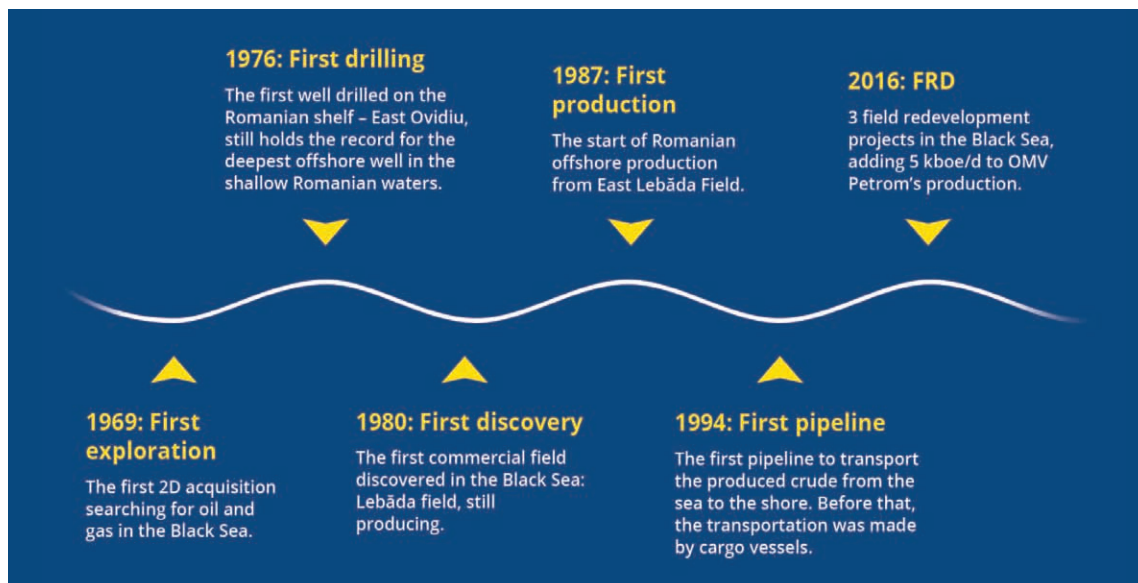 1976: First drilling
The first well drilled on the
Romanian shelf – East Ovidiu,
still holds the record for the
deepest offshore well in the
shallow Romanian waters.
1987: First
production
The start of Romanian
offshore production
from East Lebăda Field.
2016: FRD
3 field redevelopment
projects in the Black Sea,
adding 5 kboe/d to OMV
Petrom’s production.
1969: First
exploration
The first 2D acquisition
searching for oil and
gas in the Black Sea.
1980: First discovery
The first commercial field
discovered in the Black Sea:
Lebăda field, still
producing.
1994: First pipeline
The first pipeline to transport
the produced crude from the
sea to the shore. Before that,
the transportation was made
by cargo vessels.